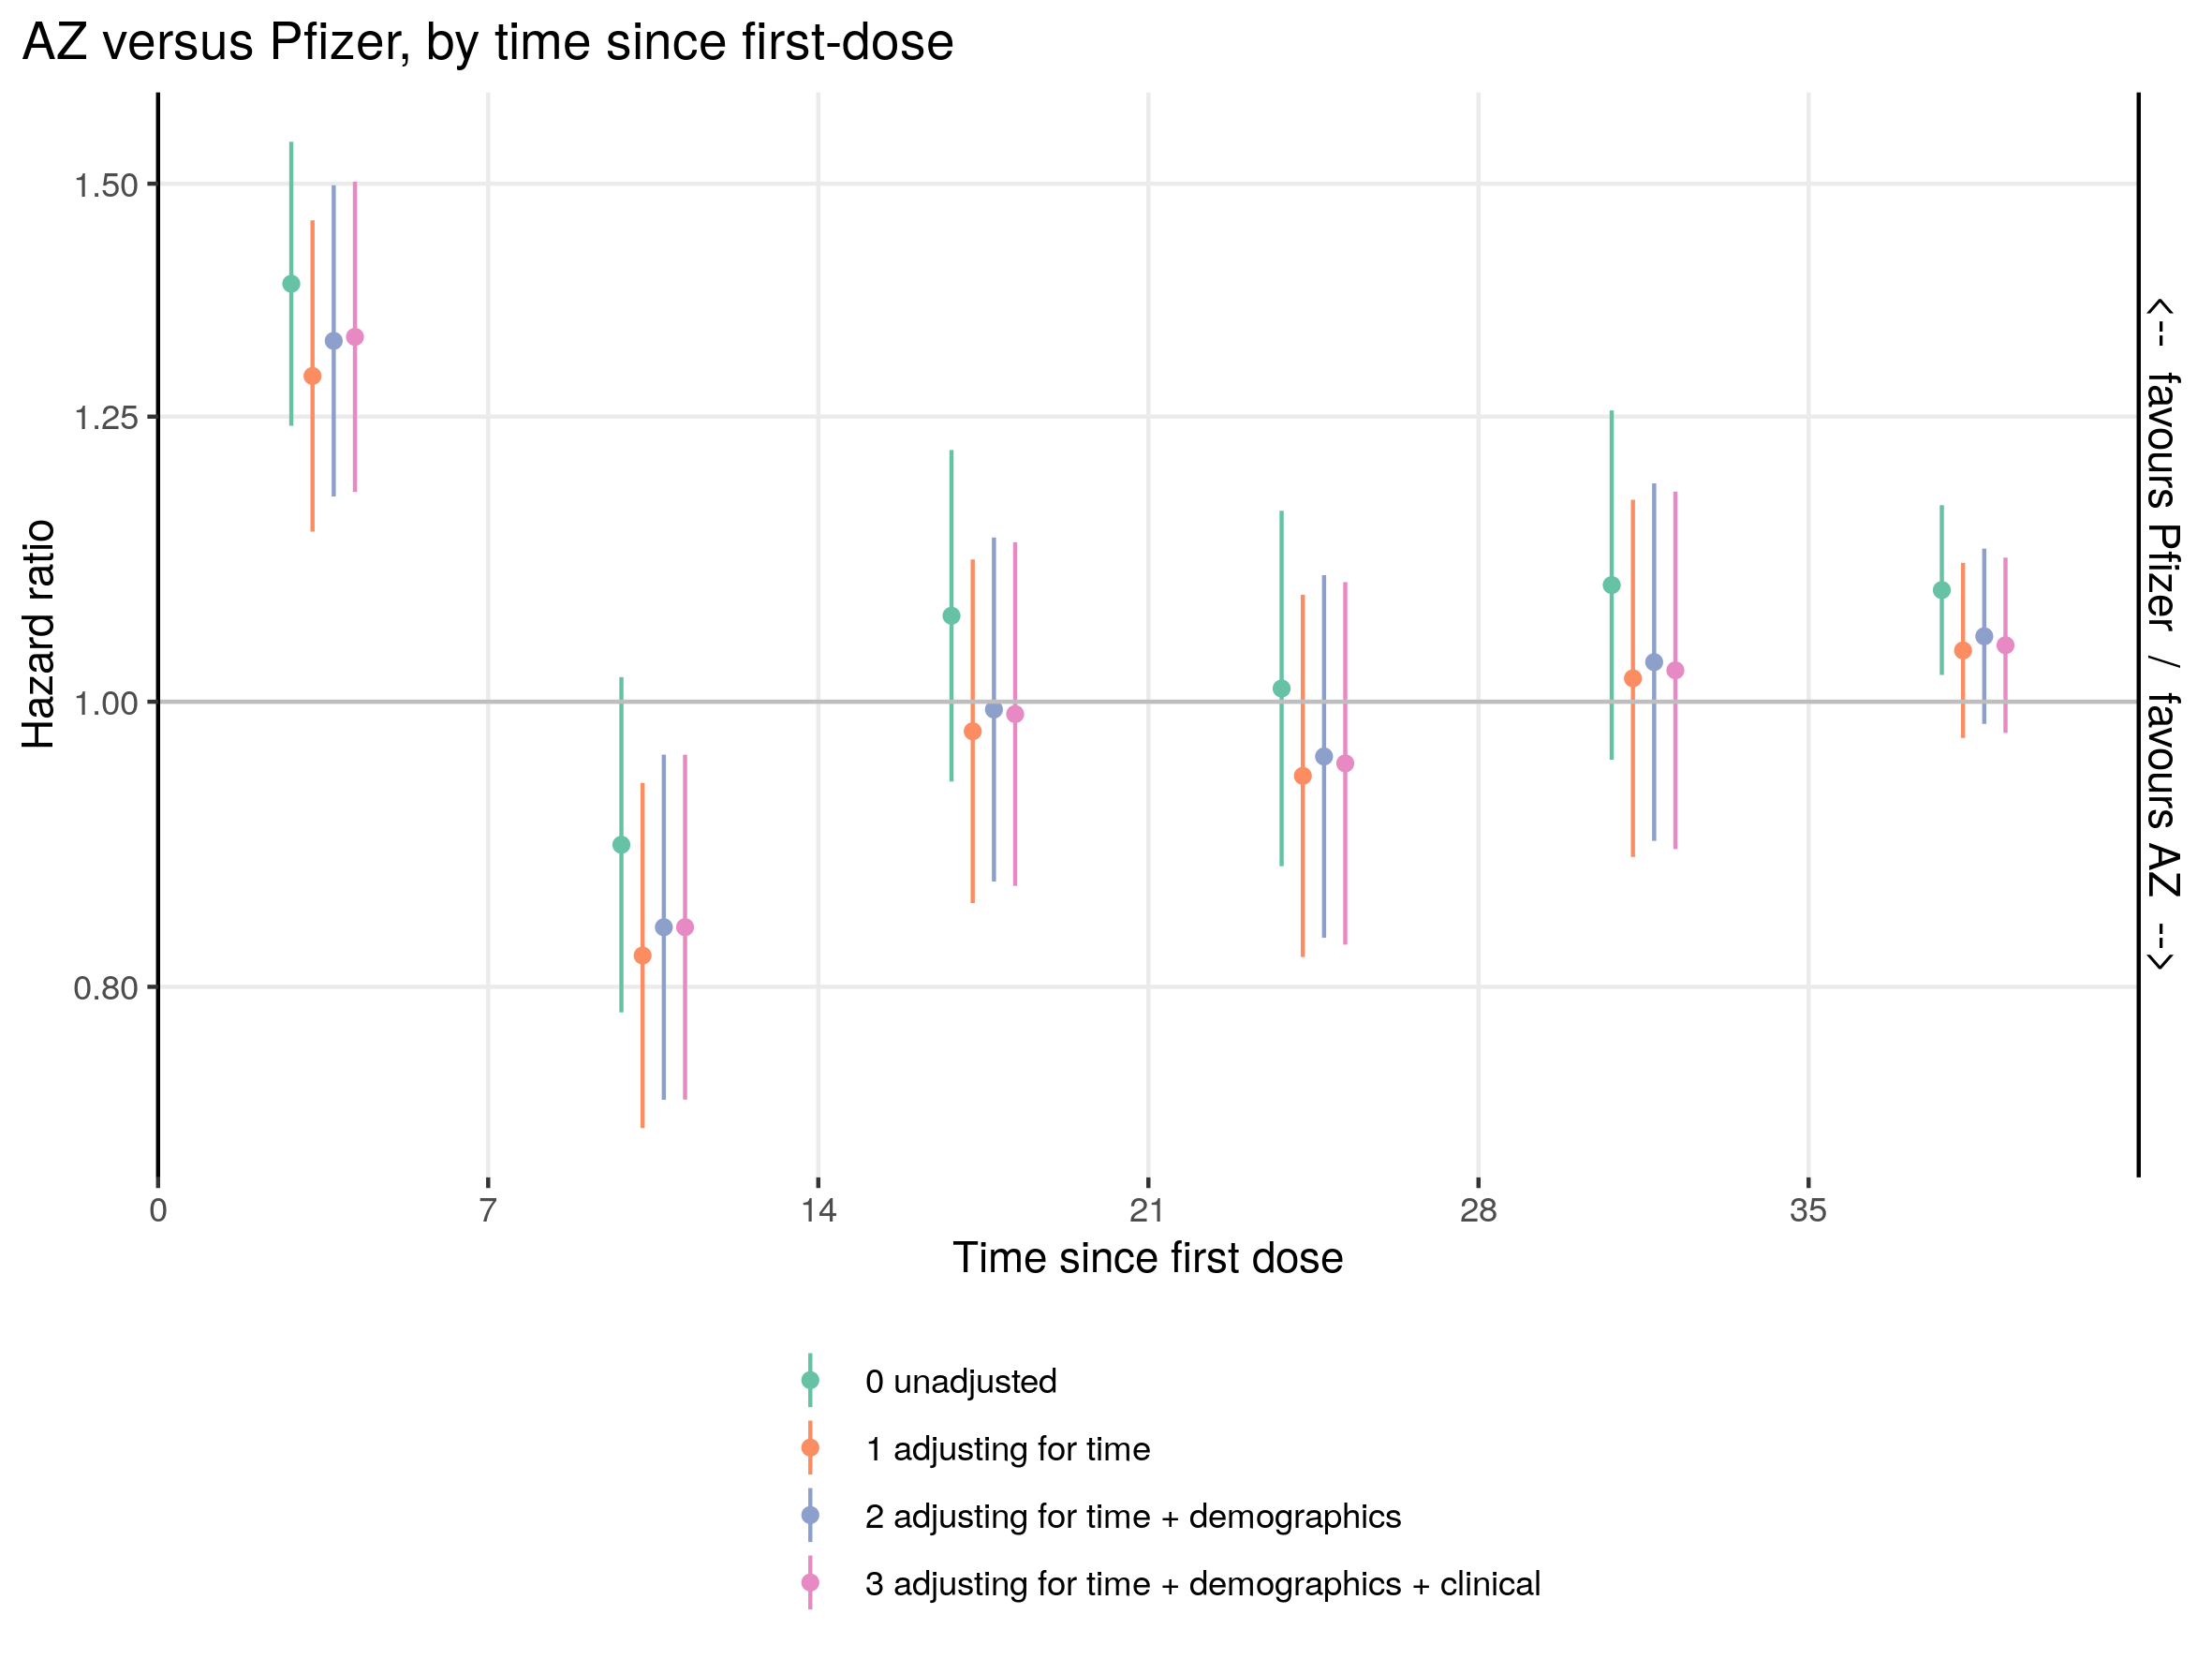 AZ versus Pfizer, by time since first-dose
Hazard ratio
1.50
1.25
1.00
0.80
0
7
14
21
28
35
Time since first dose
<-- favours Pfizer / favours AZ -->
0 unadjusted
1 adjusting for time
2 adjusting for time + demographics
3 adjusting for time + demographics + clinical